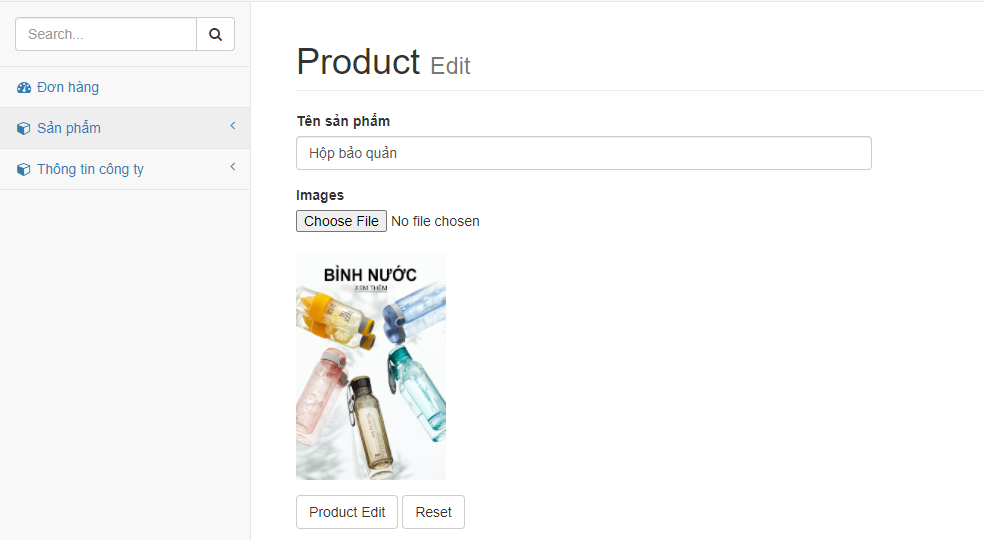 Search...
Đơn hàng
Sản phẩm
Thông tin công ty
Product Edit
Tên sản phẩm
Hộp bảo quản
Images
Choose File No file chosen
BÌNH NƯỚC
XEM THÊM
Product Edit Reset